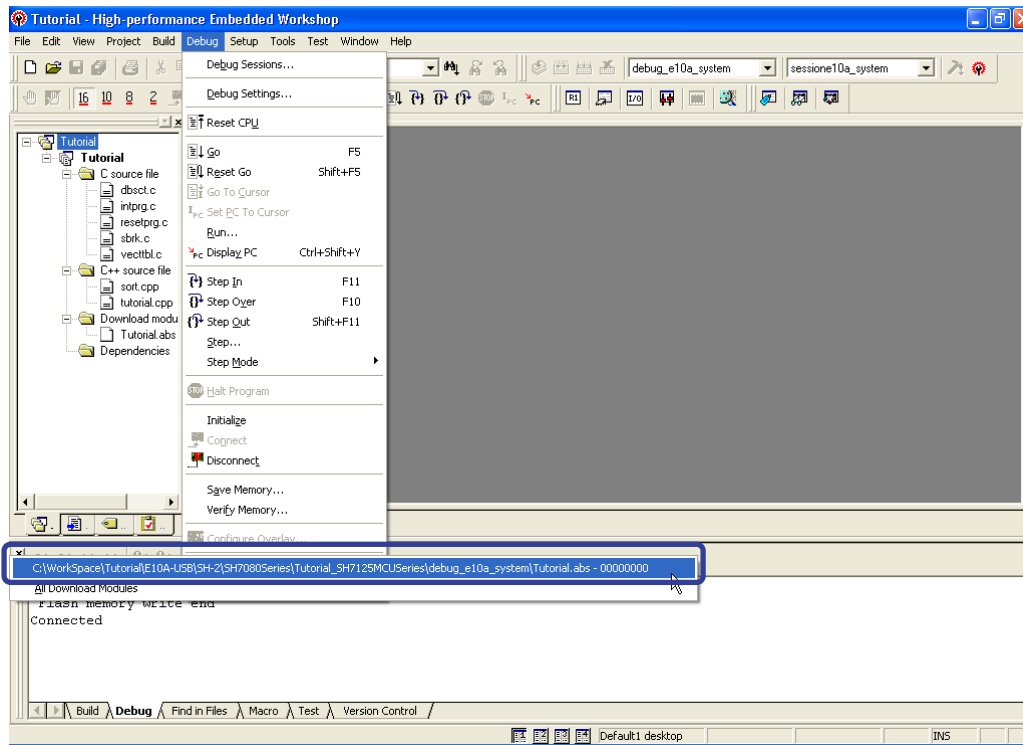 Tutorial - High-performance Embedded Workshop
File Edit View Project Build Debug Setup Tools Test Window Help
debug_e10a_system
sessione10a_system
16 10 8 2
R1
I/O
Tutorial
Tutorial
C source file
dbsct.c
intprg.c
resetprg.c
sbrk.c
vecttbl.c
C++ source file
sort.cpp
tutorial.cpp
Download modu
Tutorial.abs
Dependencies
Debug Sessions...
Debug Settings...
Reset CPU
Go F5
Reset Go Shift+F5
Go To Cursor
Set PC To Cursor
Run...
Display PC Ctrl+Shift+Y
Step In F11
Step Over F10
Step Out Shift+F11
Step...
Step Mode
Halt Program
Initialize
Connect
Disconnect
Save Memory...
Verify Memory...
Configure Overlay...
C:\WorkSpace\Tutorial\E10A-USB\SH-2\SH7080Series\Tutorial_SH7125MCUSeries\debug_e10a_system\Tutorial.abs - 00000000
All Download Modules
Flash memory write end
Connected
Build Debug Find in Files Macro Test Version Control
Default1 desktop
INS